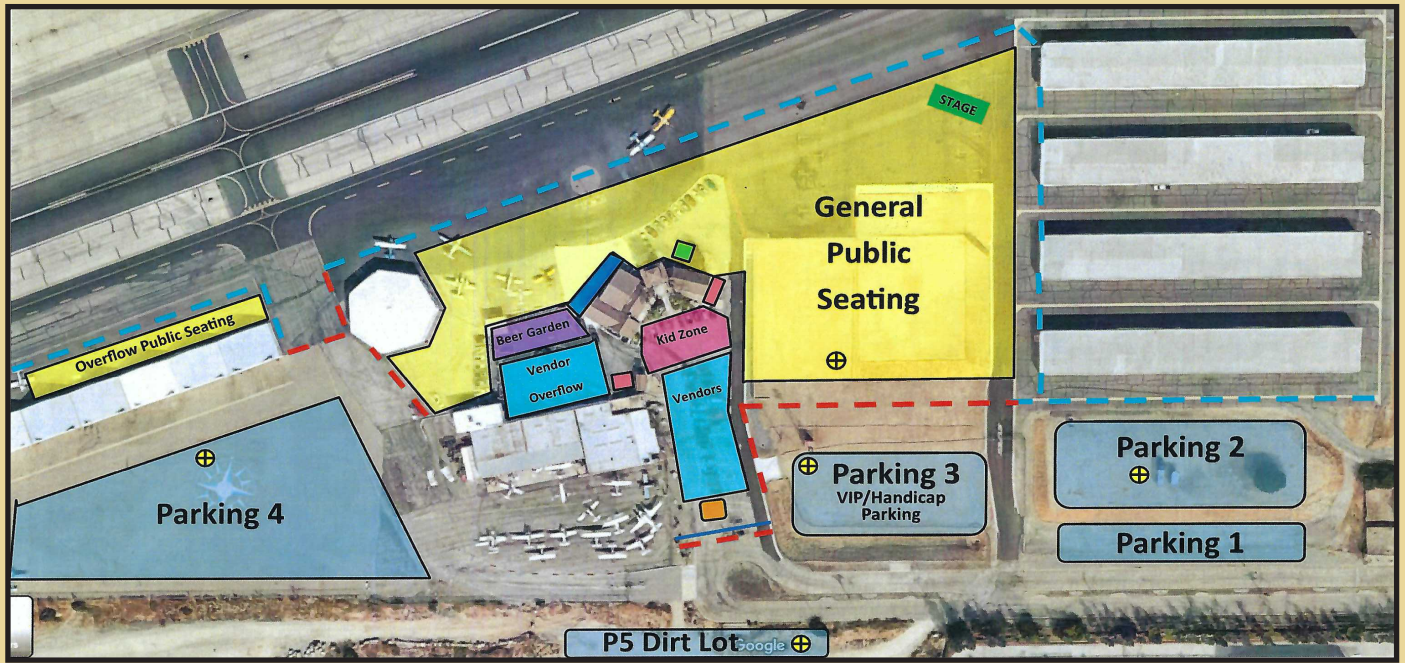 STAGE
General
Public
Seating
Overflow Public Seating
Beer Garden
Kid Zone
Vendor
Overflow
Vendors
Parking 4
Parking 3
VIP/Handicap
Parking
Parking 2
Parking 1
P5 Dirt Lot
Google